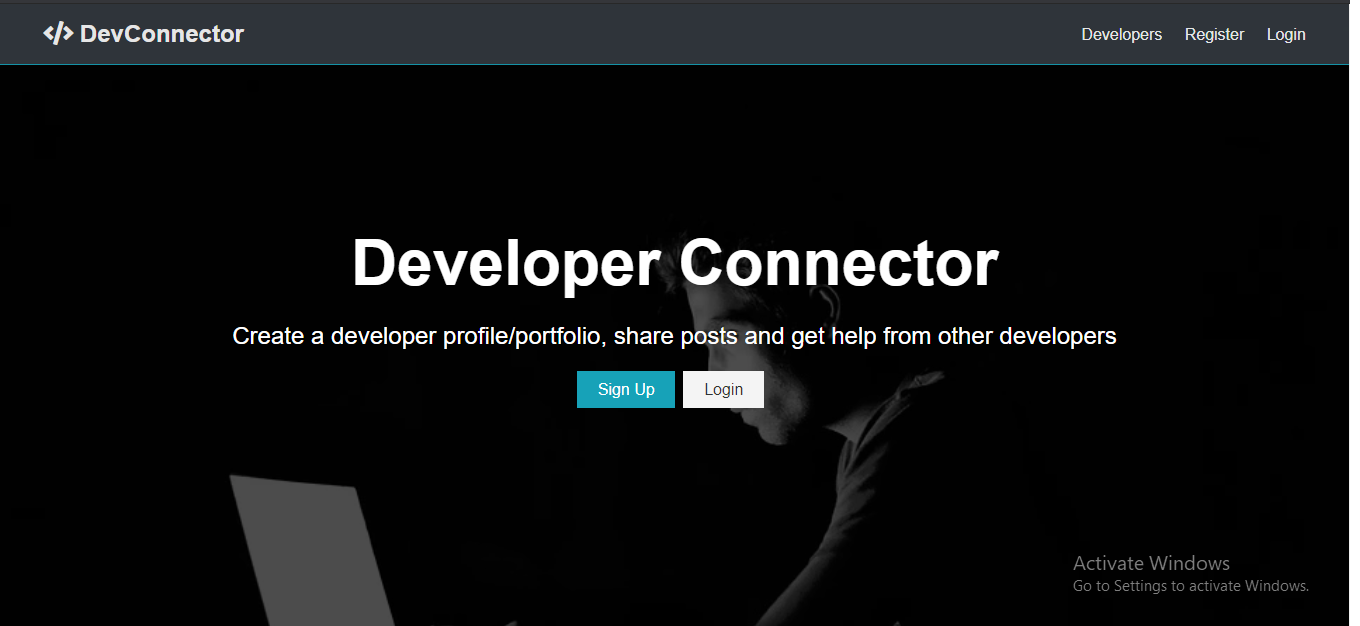 </> DevConnector
Developers Register Login
Developer Connector
Create a developer profile/portfolio, share posts and get help from other developers
Sign Up Login
Activate Windows
Go to Settings to activate Windows.